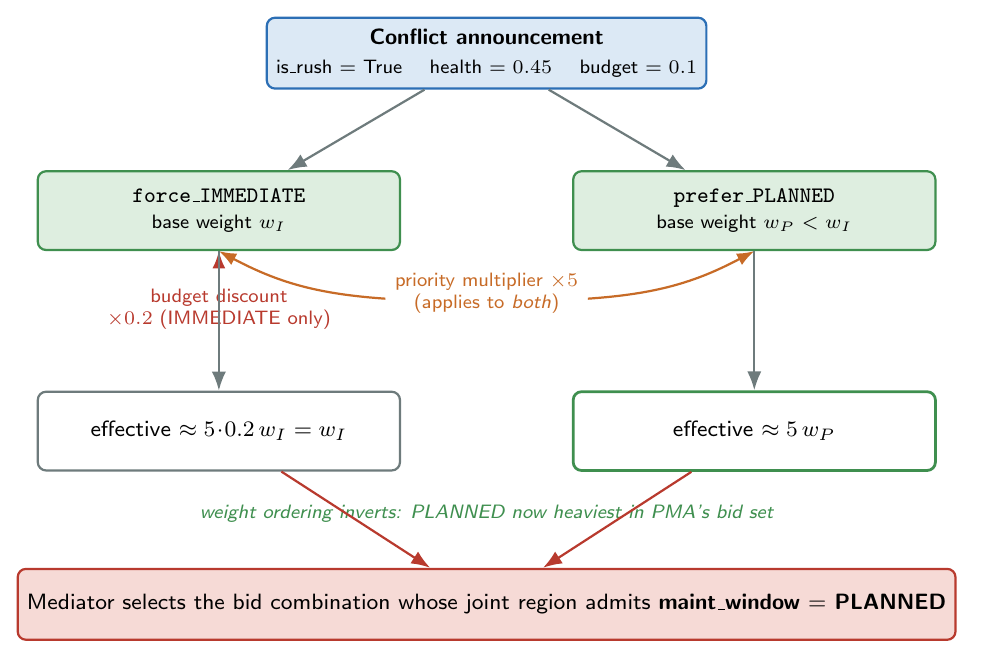 Conflict announcement
is_rush = True health = 0.45 budget = 0.1
force_IMMEDIATE
base weight w_I
prefer_PLANNED
base weight w_P < w_I
priority multiplier ×5
(applies to both)
budget discount
×0.2 (IMMEDIATE only)
effective ≈ 5·0.2 w_I = w_I
effective ≈ 5 w_P
weight ordering inverts: PLANNED now heaviest in PMA's bid set
Mediator selects the bid combination whose joint region admits maint_window = PLANNED